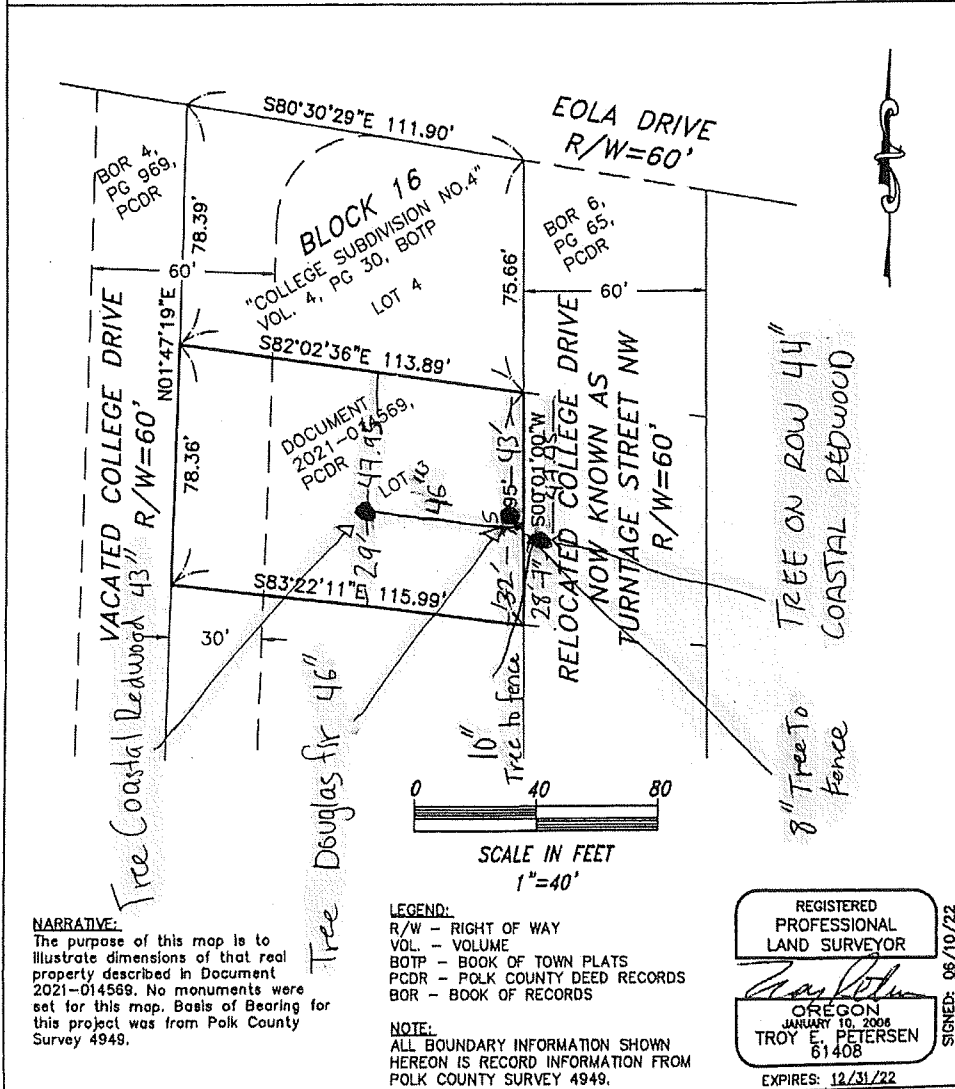 S80°30'29"E 111.90'
EOLA DRIVE
R/W=60'
BOR 4,
PG 969,
PCDR
78.39'
BLOCK 16
"COLLEGE SUBDIVISION NO.4"
VOL. 4, PG 30, BOTP
LOT 4
BOR 6,
PG 65,
PCDR
75.66'
60'
60'
VACATED COLLEGE DRIVE
R/W=60'
N01°47'19"E
S82°02'36"E 113.89'
RELOCATED COLLEGE DRIVE
NOW KNOWN AS
TURNTAGE STREET NW
R/W=60'
S00°01'00"W
78.36'
DOCUMENT
2021-014569,
PCDR
LOT
29'
47.95
46'
32'
43'
28'-7"
S83°22'11"E 115.99'
30'
TREE ON ROW 44"
COASTAL REDWOOD
Tree Coastal Redwood 43"
Tree Douglas fir 46"
10"
Tree to fence
8" Tree To
fence
0 40 80
SCALE IN FEET
1"=40'
NARRATIVE:
The purpose of this map is to
illustrate dimensions of that real
property described in Document
2021-014569. No monuments were
set for this map. Basis of Bearing for
this project was from Polk County
Survey 4949.
LEGEND:
R/W - RIGHT OF WAY
VOL. - VOLUME
BOTP - BOOK OF TOWN PLATS
PCDR - POLK COUNTY DEED RECORDS
BOR - BOOK OF RECORDS
NOTE:
ALL BOUNDARY INFORMATION SHOWN
HEREON IS RECORD INFORMATION FROM
POLK COUNTY SURVEY 4949.
REGISTERED
PROFESSIONAL
LAND SURVEYOR
OREGON
JANUARY 10, 2006
TROY E. PETERSEN
61408
EXPIRES: 12/31/22
SIGNED: 06/10/22